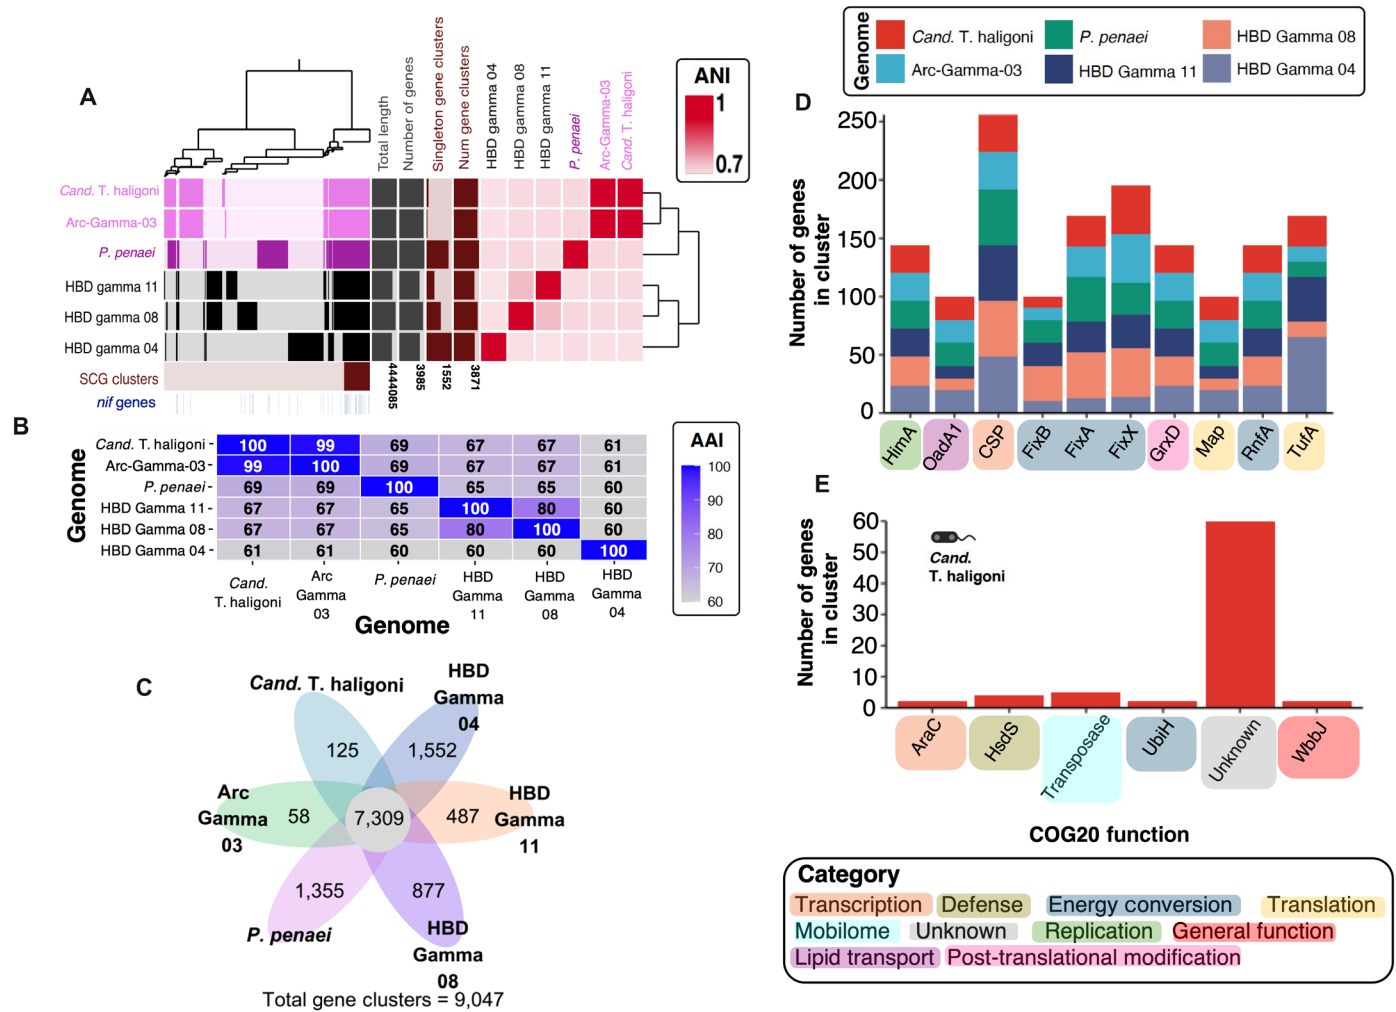 A
Total length
Number of genes
Singleton gene clusters
Num gene clusters
HBD gamma 04
HBD gamma 08
HBD gamma 11
P. penaei
Arc-Gamma-03
Cand. T. haligoni
ANI
1
0.7
Cand. T. haligoni
Arc-Gamma-03
P. penaei
HBD gamma 11
HBD gamma 08
HBD gamma 04
SCG clusters
nif genes
4444085
3985
1552
3871
B
Genome
Cand. T. haligoni 100 99 69 67 67 61
Arc-Gamma-03 99 100 69 67 67 61
P. penaei 69 69 100 65 65 60
HBD Gamma 11 67 67 65 100 80 60
HBD Gamma 08 67 67 65 80 100 60
HBD Gamma 04 61 61 60 60 60 100
Cand.
T. haligoni
Arc
Gamma
03
P. penaei
HBD
Gamma
11
HBD
Gamma
08
HBD
Gamma
04
Genome
AAI
100
90
80
70
60
C
Cand. T. haligoni
125
HBD
Gamma
04
1,552
Arc
Gamma
03
58
7,309
487
HBD
Gamma
11
1,355
P. penaei
877
HBD
Gamma
08
Total gene clusters = 9,047
Genome
Cand. T. haligoni
P. penaei
HBD Gamma 08
Arc-Gamma-03
HBD Gamma 11
HBD Gamma 04
D
Number of genes
in cluster
250
200
150
100
50
0
HimA
OadA1
CSP
FixB
FixA
FixX
GrxD
Map
RnfA
TufA
E
Number of genes
in cluster
60
50
40
30
20
10
0
Cand.
T. haligoni
AraC
HsdS
Transposase
UbiH
Unknown
WbbJ
COG20 function
Category
Transcription Defense Energy conversion Translation
Mobilome Unknown Replication General function
Lipid transport Post-translational modification